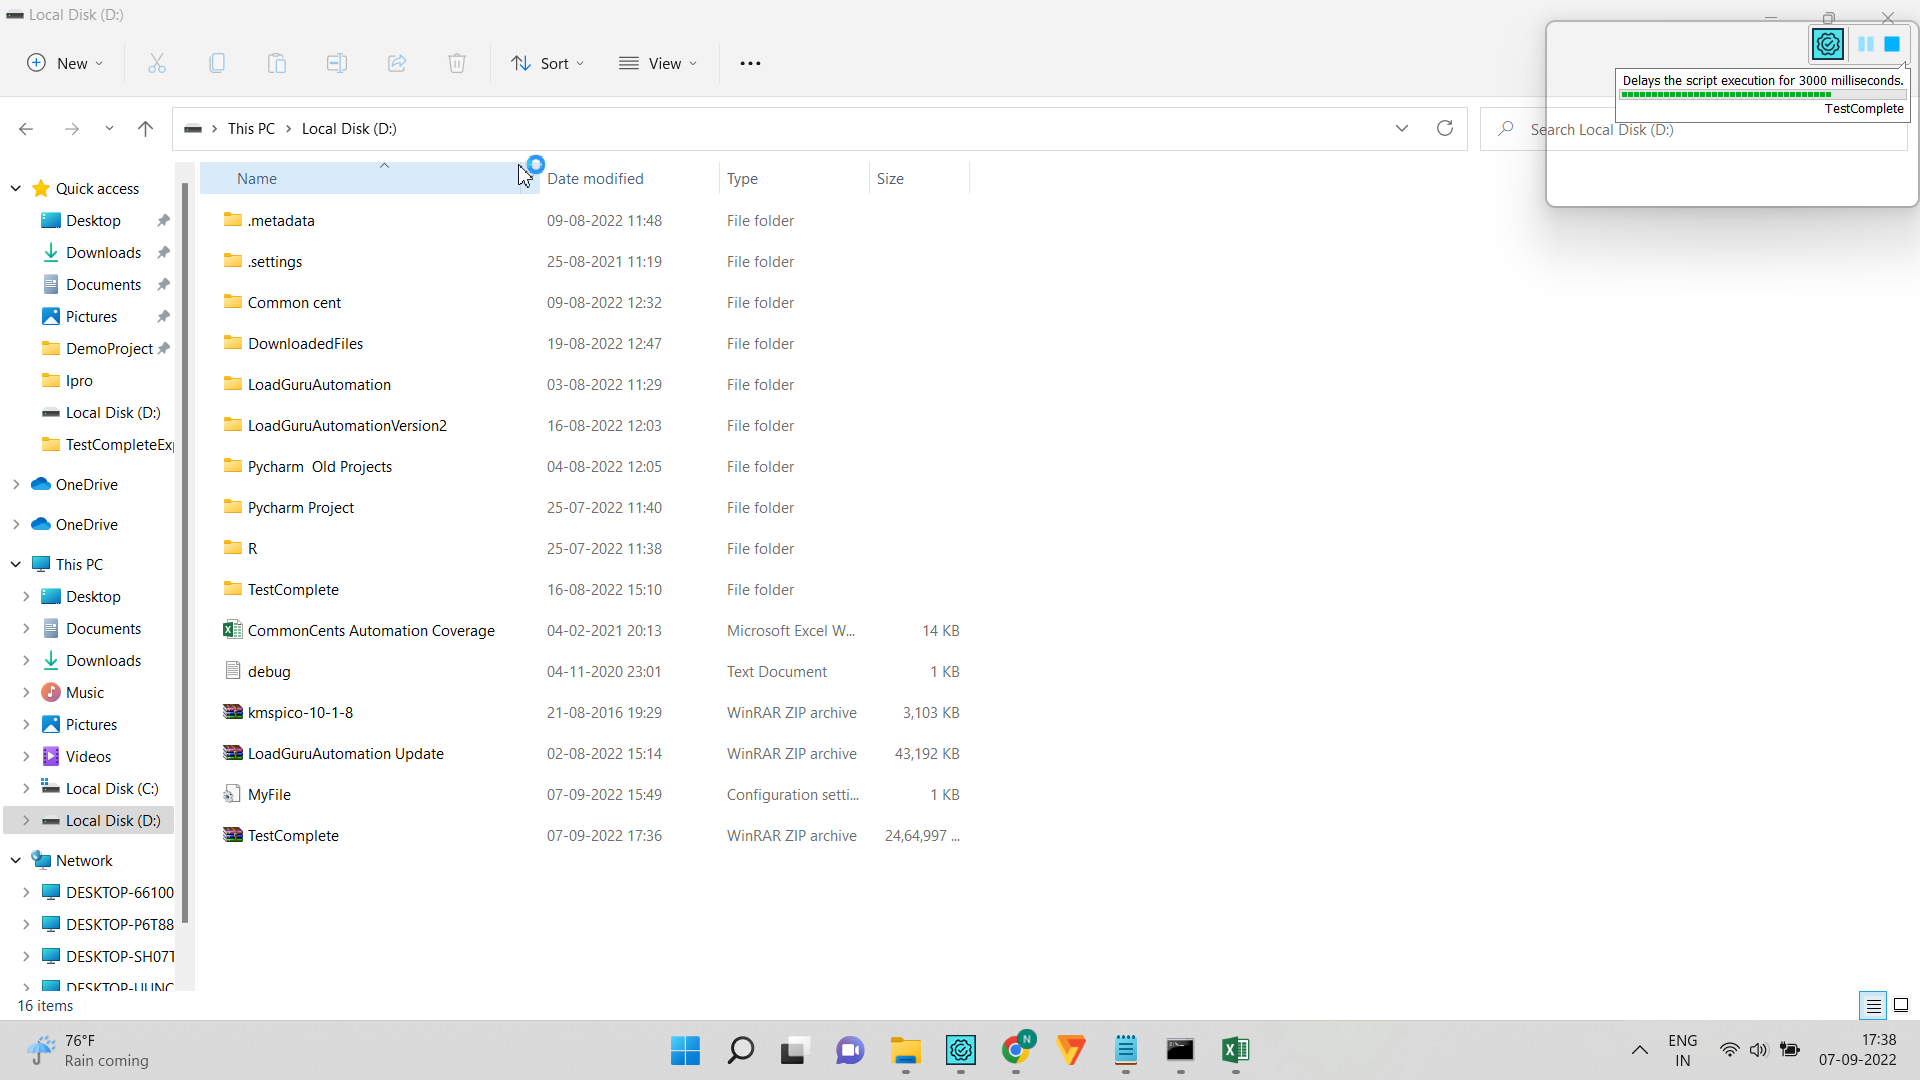 Local Disk (D:)
New
Sort
View
Delays the script execution for 3000 milliseconds.
TestComplete
This PC
Local Disk (D:)
Search Local Disk (D:)
Name
Date modified
Type
Size
Quick access
Desktop
Downloads
Documents
Pictures
DemoProject
Ipro
Local Disk (D:)
TestCompleteExp
OneDrive
OneDrive
This PC
Desktop
Documents
Downloads
Music
Pictures
Videos
Local Disk (C:)
Local Disk (D:)
Network
DESKTOP-66100
DESKTOP-P6T88
DESKTOP-SH07T
.metadata 09-08-2022 11:48 File folder
.settings 25-08-2021 11:19 File folder
Common cent 09-08-2022 12:32 File folder
DownloadedFiles 19-08-2022 12:47 File folder
LoadGuruAutomation 03-08-2022 11:29 File folder
LoadGuruAutomationVersion2 16-08-2022 12:03 File folder
Pycharm  Old Projects 04-08-2022 12:05 File folder
Pycharm Project 25-07-2022 11:40 File folder
R 25-07-2022 11:38 File folder
TestComplete 16-08-2022 15:10 File folder
CommonCents Automation Coverage 04-02-2021 20:13 Microsoft Excel W... 14 KB
debug 04-11-2020 23:01 Text Document 1 KB
kmspico-10-1-8 21-08-2016 19:29 WinRAR ZIP archive 3,103 KB
LoadGuruAutomation Update 02-08-2022 15:14 WinRAR ZIP archive 43,192 KB
MyFile 07-09-2022 15:49 Configuration setti... 1 KB
TestComplete 07-09-2022 17:36 WinRAR ZIP archive 24,64,997 ...
16 items
76°F
Rain coming
N
ENG
IN
17:38
07-09-2022